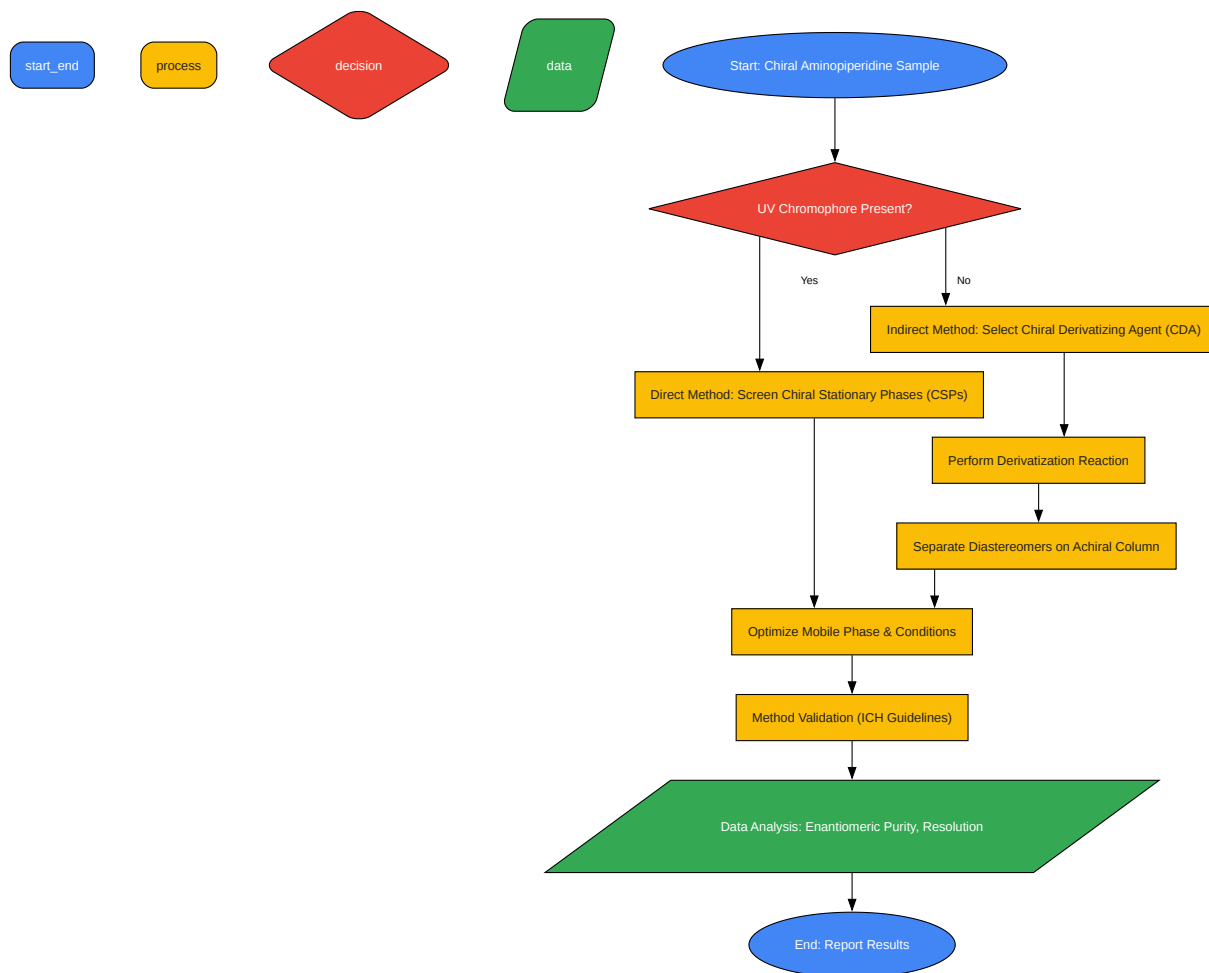 start_end
process
decision
data
Start: Chiral Aminopiperidine Sample
UV Chromophore Present?
Yes
No
Indirect Method: Select Chiral Derivatizing Agent (CDA)
Direct Method: Screen Chiral Stationary Phases (CSPs)
Perform Derivatization Reaction
Separate Diastereomers on Achiral Column
Optimize Mobile Phase & Conditions
Method Validation (ICH Guidelines)
Data Analysis: Enantiomeric Purity, Resolution
End: Report Results